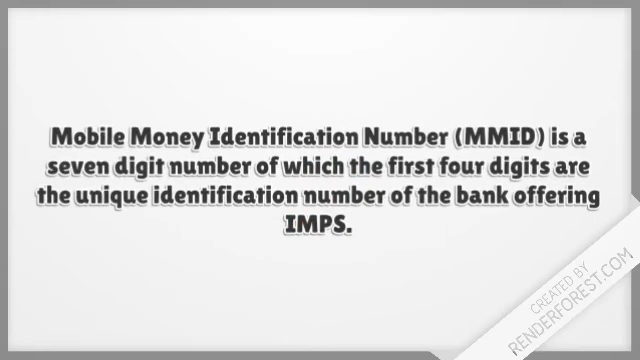 Mobile Money Identification Number (MMID) is a
seven digit number of which the first four digits are
the unique identification number of the bank offering
IMPS.
CREATED BY
RENDERFOREST.COM